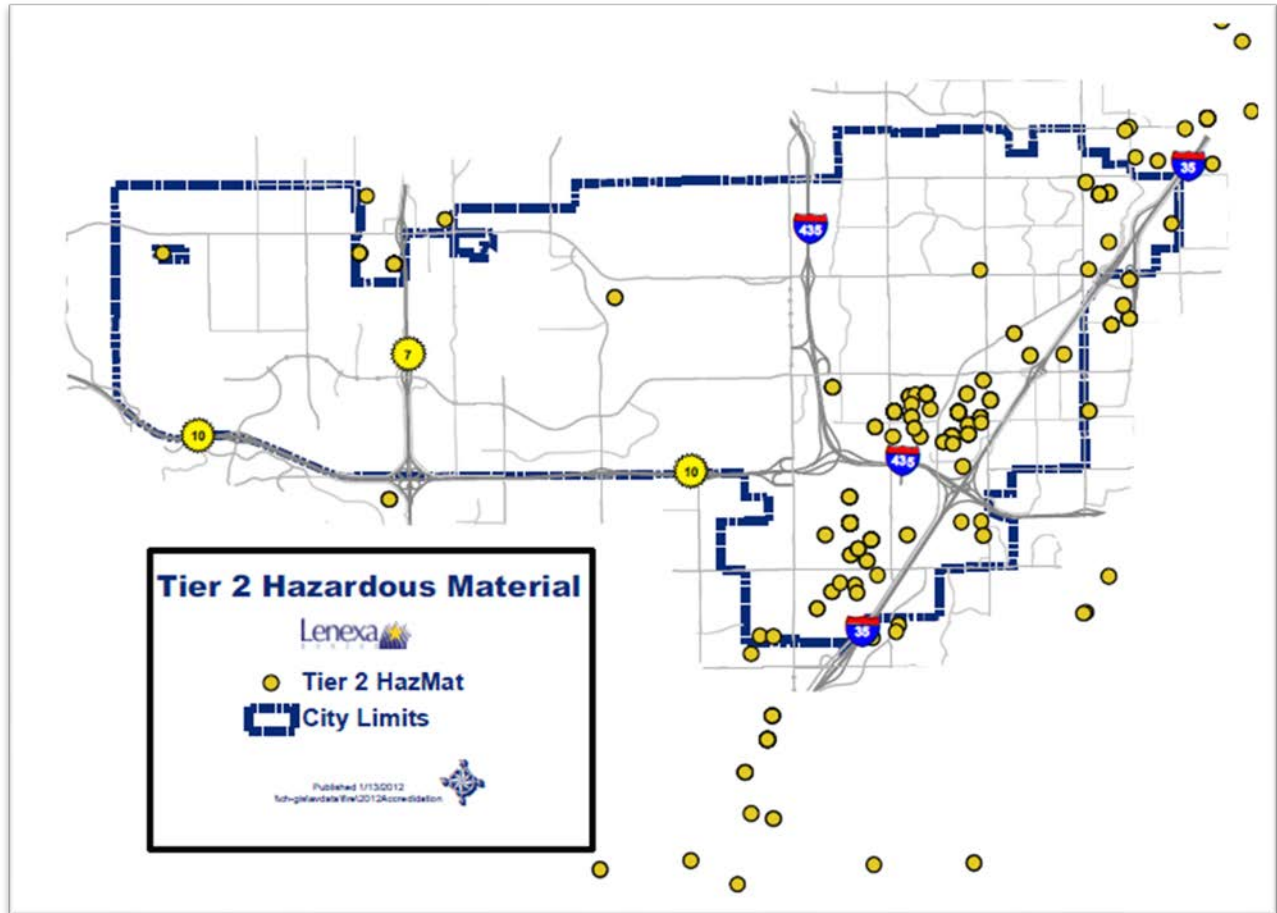 35
435
7
10
435
10
35
Tier 2 Hazardous Material
Lenexa
Tier 2 HazMat
City Limits
Published 1/13/2012